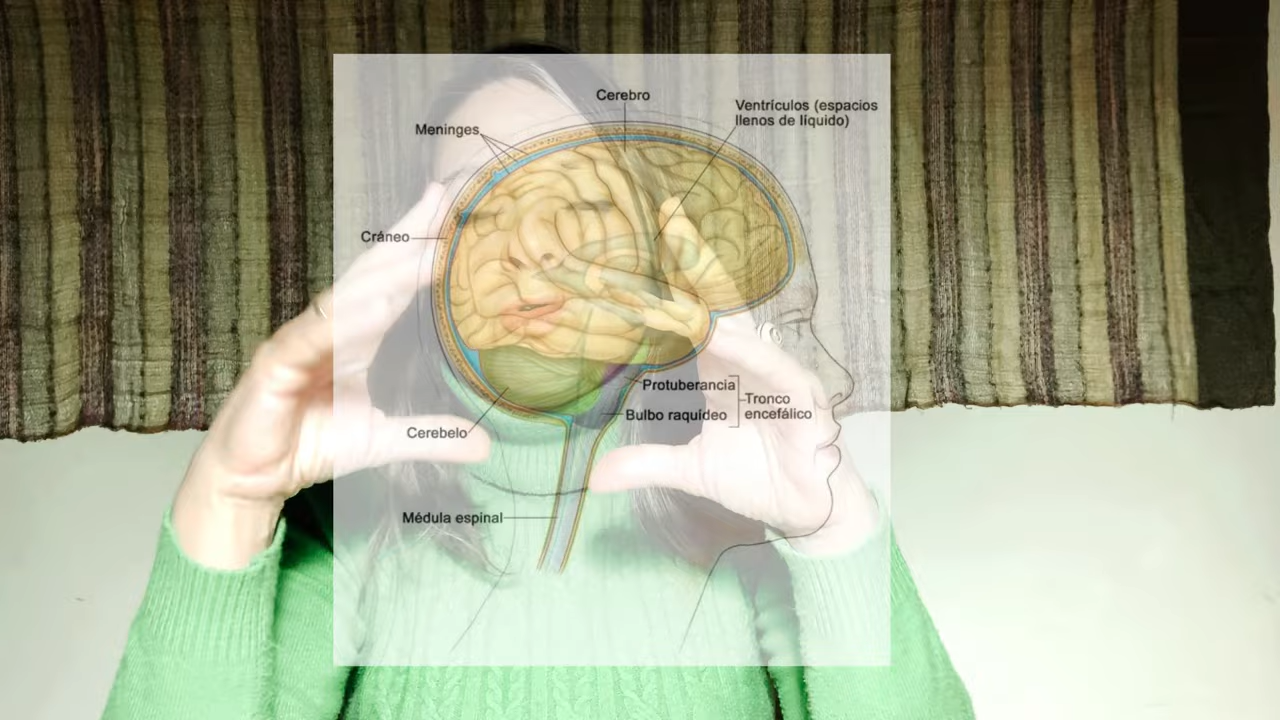 Cerebro
Ventrículos (espacios
llenos de líquido)
Meninges
Cráneo
Protuberancia
Tronco
encefálico
Bulbo raquídeo
Cerebelo
Médula espinal